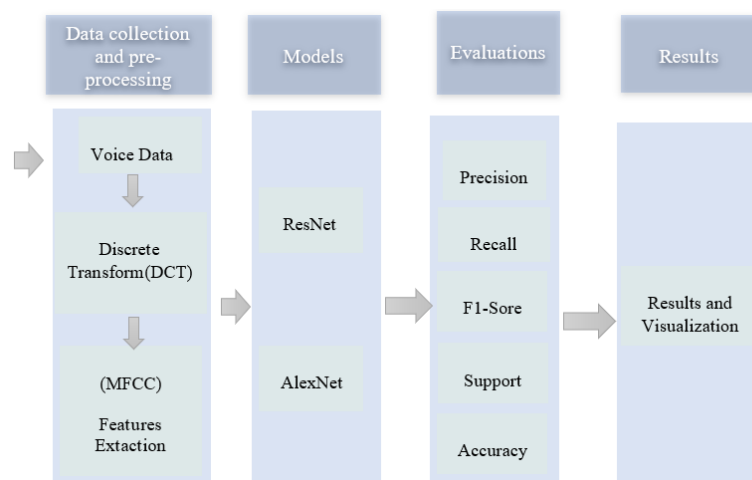 Data collection
and pre-
processing
Models
Evaluations
Results
Voice Data
Discrete
Transform(DCT)
(MFCC)
Features
Extaction
ResNet
AlexNet
Precision
Recall
F1-Sore
Support
Accuracy
Results and
Visualization